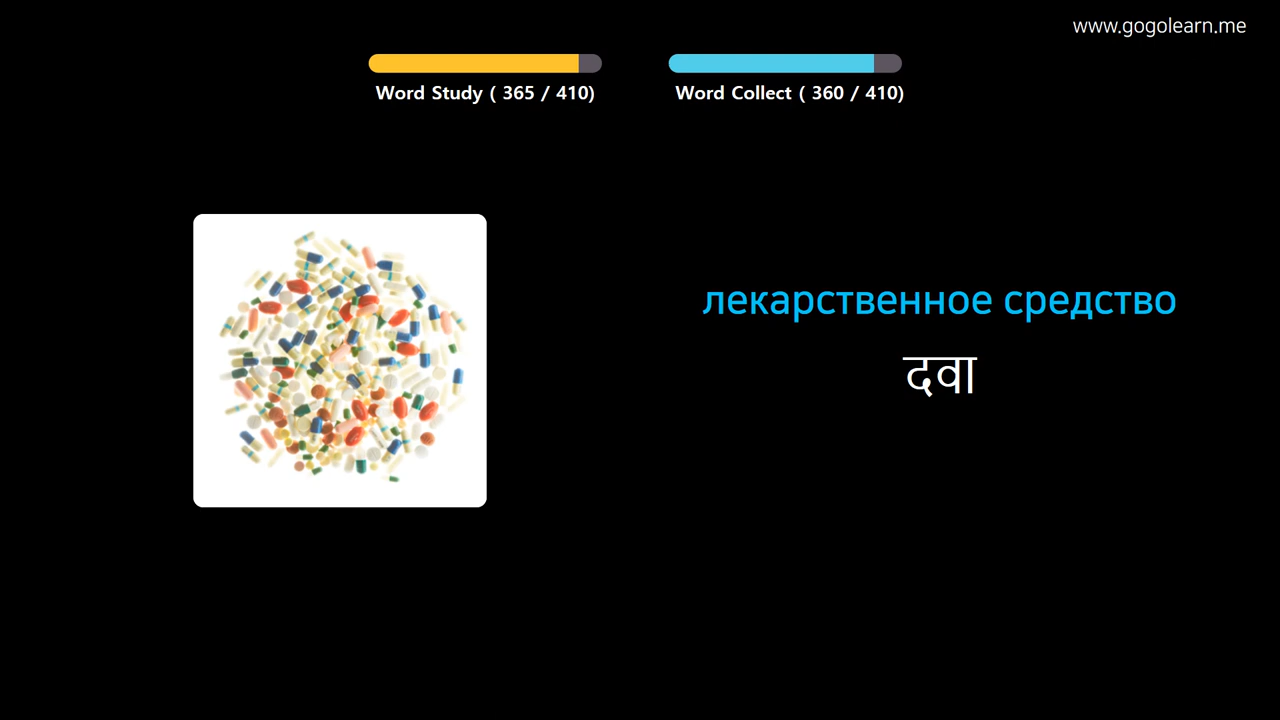 www.gogolearn.me
Word Study ( 365 / 410)
Word Collect ( 360 / 410)
лекарственное средство
दवा